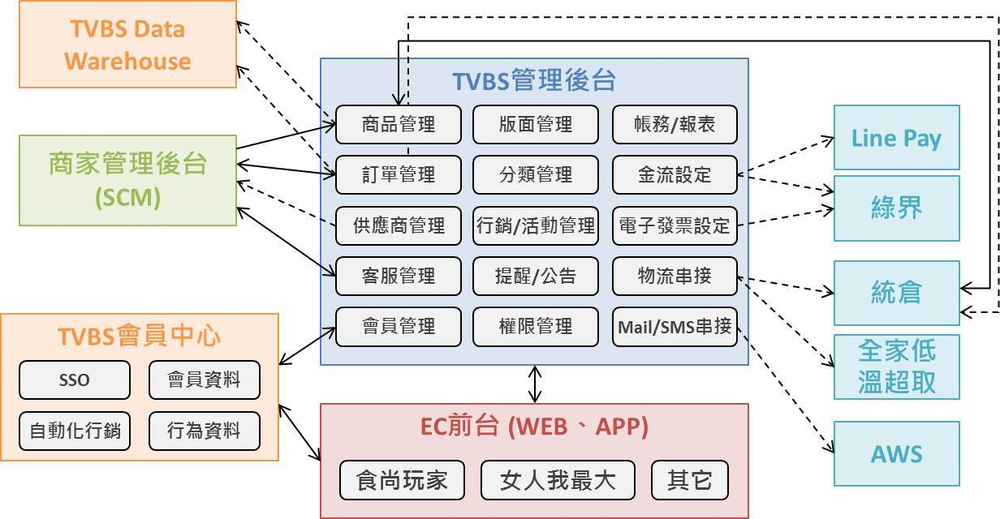 TVBS Data
Warehouse
商家管理後台
(SCM)
TVBS會員中心
SSO
會員資料
自動化行銷
行為資料
TVBS管理後台
商品管理
版面管理
帳務/報表
訂單管理
分類管理
金流設定
供應商管理
行銷/活動管理
電子發票設定
客服管理
提醒/公告
物流串接
會員管理
權限管理
Mail/SMS串接
EC前台 (WEB、APP)
食尚玩家
女人我最大
其它
Line Pay
綠界
統倉
全家低
溫超取
AWS